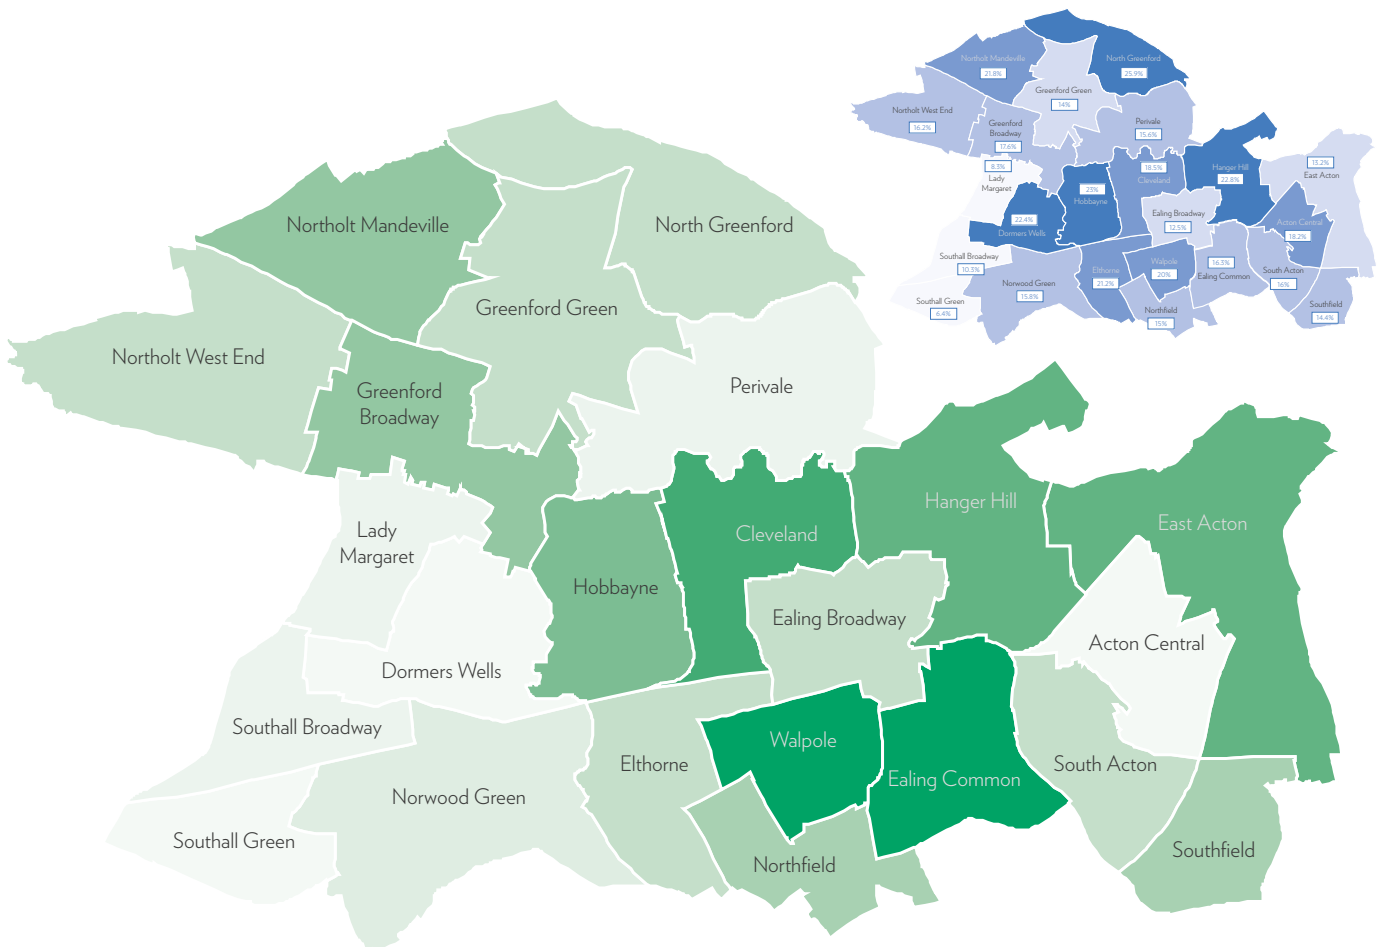 Northolt Mandeville
21.8%
North Greenford
25.9%
Greenford Green
14%
Northolt West End
16.2%
Greenford
Broadway
17.6%
Perivale
15.6%
8.3%
Lady
Margaret
18.5%
Cleveland
Hanger Hill
22.8%
13.2%
East Acton
23%
Hobbayne
22.4%
Dormers Wells
Ealing Broadway
12.5%
Acton Central
18.2%
Southall Broadway
10.3%
Elthorne
21.2%
Walpole
20%
16.3%
Ealing Common
South Acton
16%
Norwood Green
15.8%
Southall Green
6.4%
Northfield
15%
Southfield
14.4%
Northolt Mandeville
North Greenford
Greenford Green
Northolt West End
Greenford
Broadway
Perivale
Lady
Margaret
Cleveland
Hanger Hill
East Acton
Hobbayne
Ealing Broadway
Acton Central
Dormers Wells
Southall Broadway
Elthorne
Walpole
Ealing Common
South Acton
Norwood Green
Southall Green
Northfield
Southfield